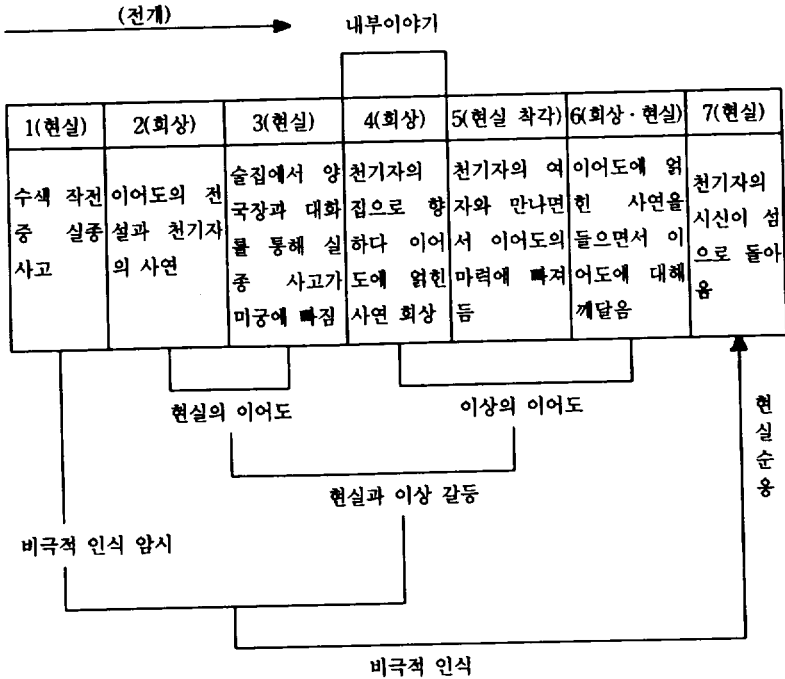 (전개)
내부이야기
1(현실) 2(회상) 3(현실) 4(회상) 5(현실 착각) 6(회상·현실) 7(현실)
수색 작전
중 실종
사고
이어도의 전
설과 천기자
의 사연
술집에서 양
국장과 대화
를 통해 실
종 사고가
미궁에 빠짐
천기자의
집으로 향
하다 이어
도에 얽힌
사연 회상
천기자의 여
자와 만나면
서 이어도의
마력에 빠져
듬
이어도에 얽
힌 사연을
들으면서 이
어도에 대해
깨달음
천기자의
시신이 섬
으로 돌아
옴
현실의 이어도
이상의 이어도
현실과 이상 갈등
비극적 인식 암시
비극적 인식
현실순응